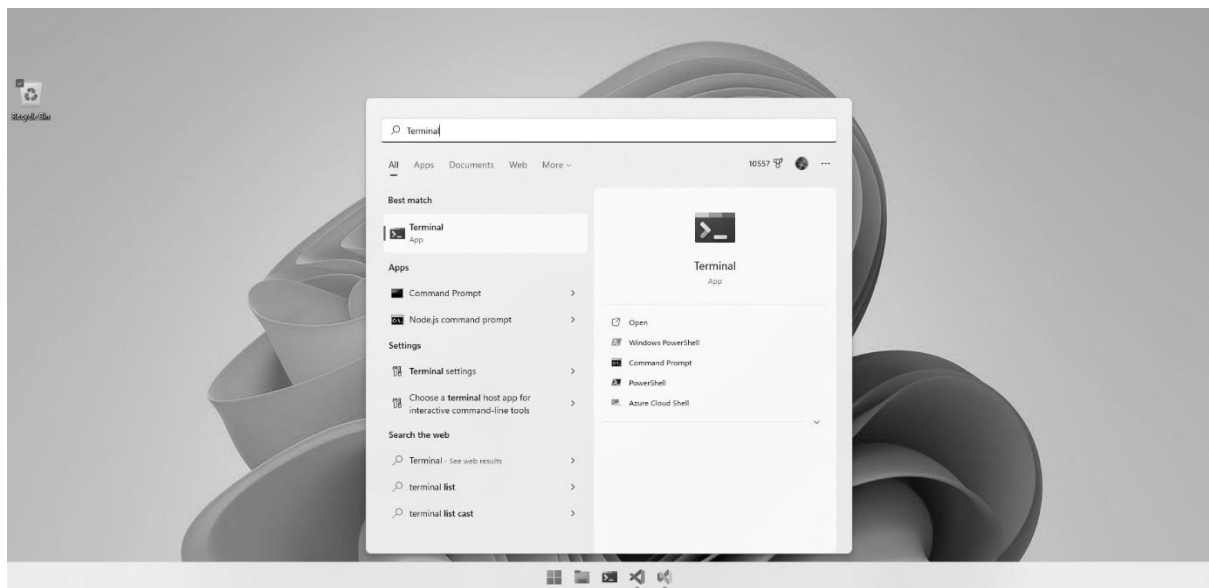 Recycle Bin
Terminal
All Apps Documents Web More
10557
Best match
Terminal
App
Apps
Command Prompt
Node.js command prompt
Settings
Terminal settings
Choose a terminal host app for
interactive command-line tools
Search the web
Terminal - See web results
terminal list
terminal list cast
Terminal
App
Open
Windows PowerShell
Command Prompt
PowerShell
Azure Cloud Shell